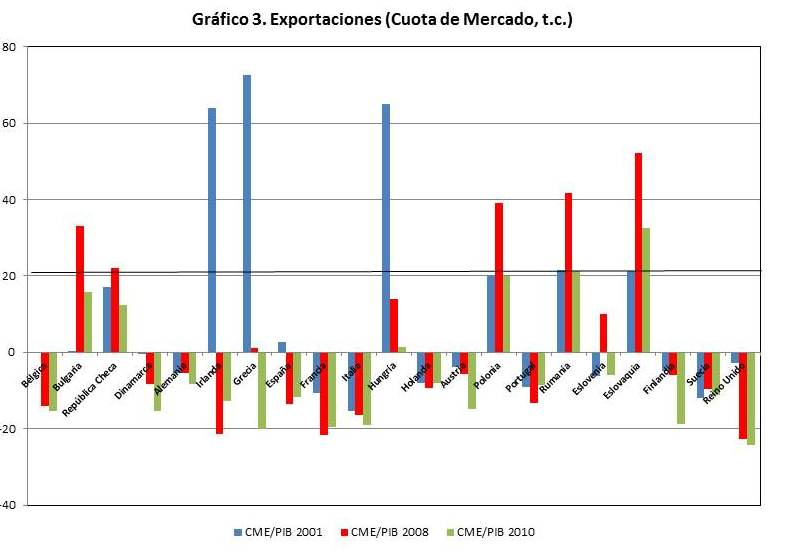 Gráfico 3. Exportaciones (Cuota de Mercado, t.c.)
80
60
40
20
0
-20
-40
Bélgica
Bulgaria
República Checa
Dinamarca
Alemania
Irlanda
Grecia
España
Francia
Italia
Hungría
Holanda
Austria
Polonia
Portugal
Rumania
Eslovenia
Eslovaquia
Finlandia
Suecia
Reino Unido
CME/PIB 2001 CME/PIB 2008 CME/PIB 2010